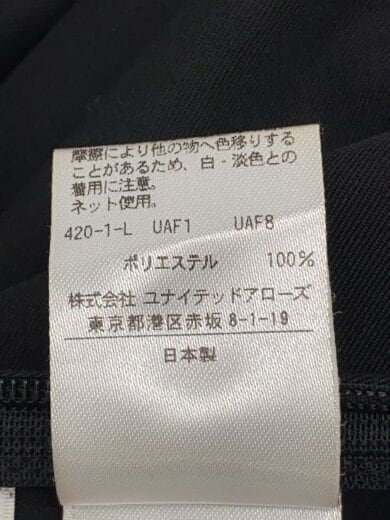 摩擦により他の物へ色移りする
ことがあるため、白・淡色との
着用に注意。
ネット使用。
420-1-L UAF1 UAF8
ポリエステル 100%
株式会社 ユナイテッドアローズ
東京都港区赤坂 8-1-19
日本製